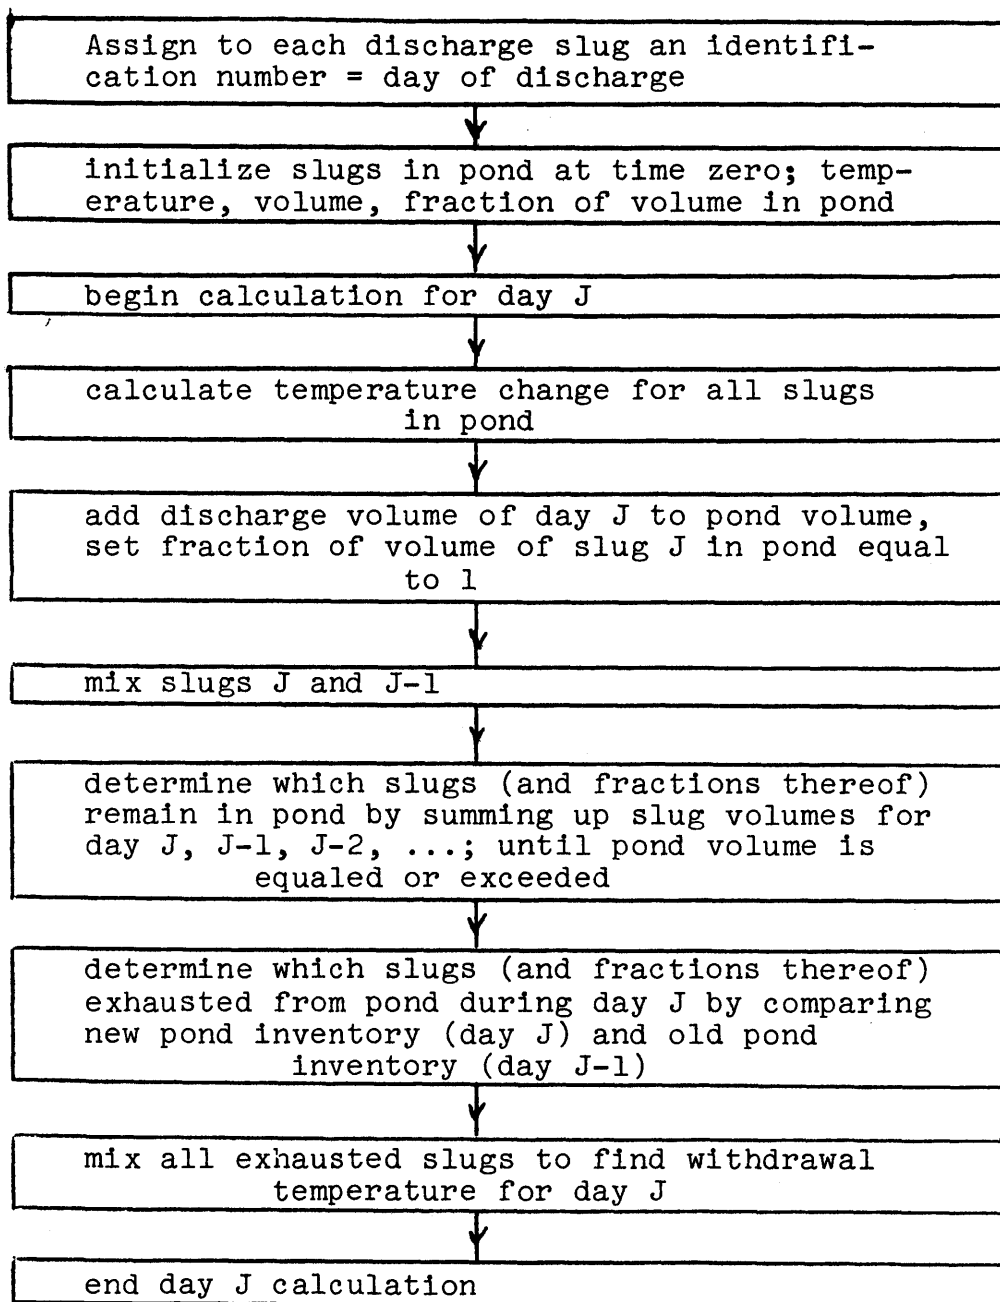 Assign to each discharge slug an identifi-
cation number = day of discharge
initialize slugs in pond at time zero; temp-
erature, volume, fraction of volume in pond
begin calculation for day J
calculate temperature change for all slugs
in pond
add discharge volume of day J to pond volume,
set fraction of volume of slug J in pond equal
to 1
mix slugs J and J-1
determine which slugs (and fractions thereof)
remain in pond by summing up slug volumes for
day J, J-1, J-2, ...; until pond volume is
equaled or exceeded
determine which slugs (and fractions thereof)
exhausted from pond during day J by comparing
new pond inventory (day J) and old pond
inventory (day J-1)
mix all exhausted slugs to find withdrawal
temperature for day J
end day J calculation